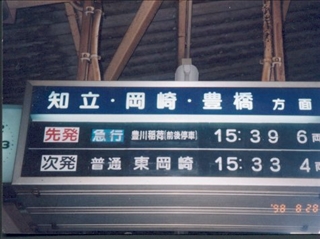 知立・岡崎・豊橋 方面
先発 急行 豊川稲荷[前後停車] 15:39 6両
次発 普通 東岡崎 15:33 4両
'98 8.28